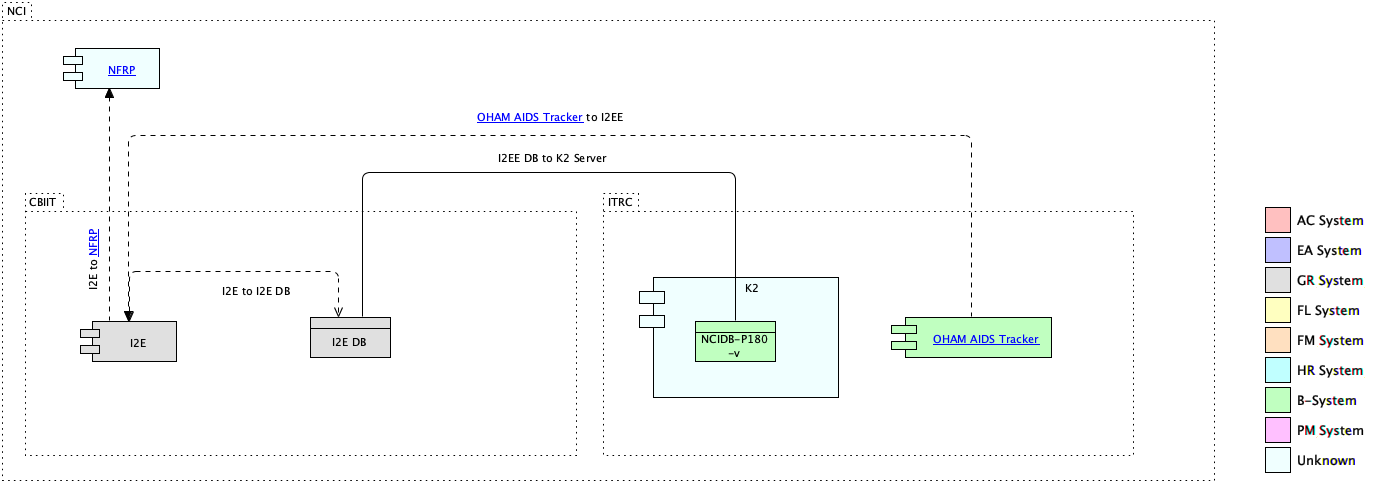 NCI
NFRP
OHAM AIDS Tracker to I2EE
I2EE DB to K2 Server
CBIIT
ITRC
I2E to NFRP
I2E to I2E DB
K2
I2E
I2E DB
NCIDB-P180
-v
OHAM AIDS Tracker
AC System
EA System
GR System
FL System
FM System
HR System
B-System
PM System
Unknown